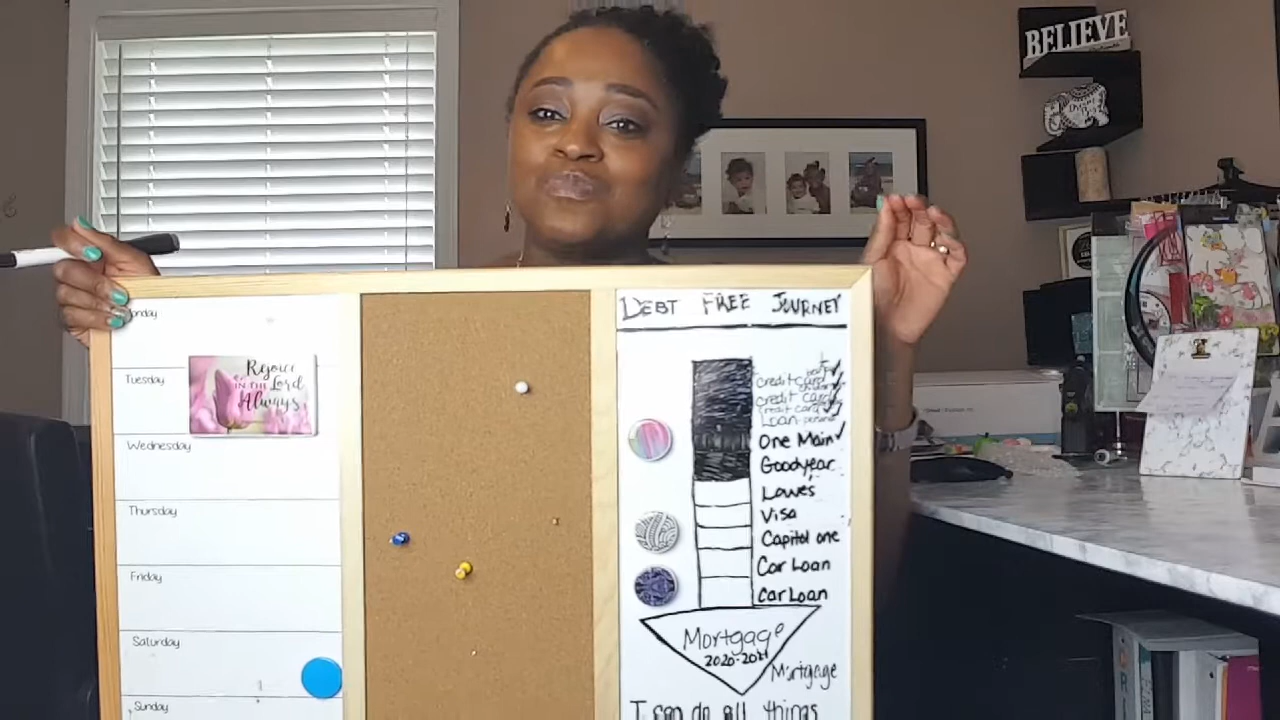 BELIEVE
Monday
Tuesday
Rejoice
IN THE Lord
Always
Wednesday
Thursday
Friday
Saturday
Sunday
DEBT FREE JOURNEY
credit card
credit card
credit card
Loan
One Main
Goodyear
Lowes
Visa
Capitol one
Car Loan
Car Loan
Mortgage
2020-2021
Mortgage
I can do all things